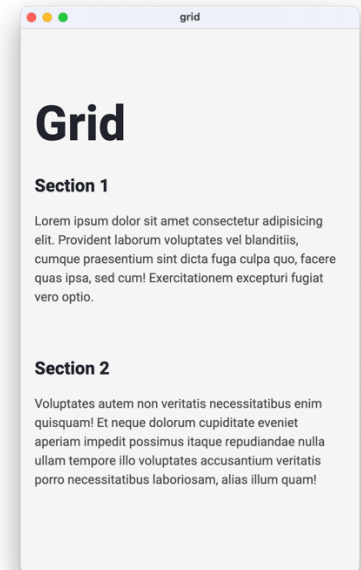 grid
Grid
Section 1
Lorem ipsum dolor sit amet consectetur adipisicing
elit. Provident laborum voluptates vel blanditiis,
cumque praesentium sint dicta fuga culpa quo, facere
quas ipsa, sed cum! Exercitationem excepturi fugiat
vero optio.
Section 2
Voluptates autem non veritatis necessitatibus enim
quisquam! Et neque dolorum cupiditate eveniet
aperiam impedit possimus itaque repudiandae nulla
ullam tempore illo voluptates accusantium veritatis
porro necessitatibus laboriosam, alias illum quam!